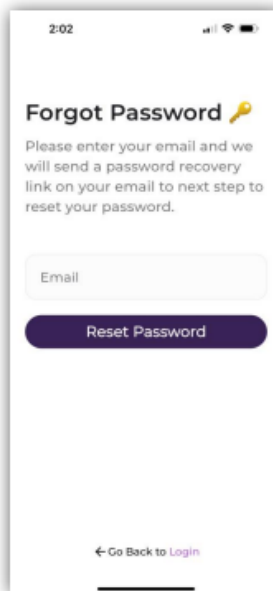 2:02
Forgot Password 🔑
Please enter your email and we
will send a password recovery
link on your email to next step to
reset your password.
Email
Reset Password
← Go Back to Login